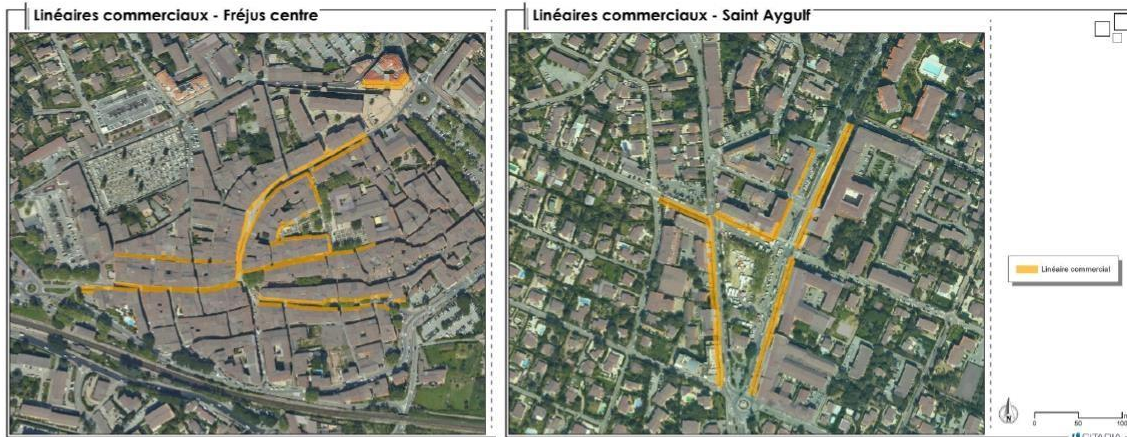 Linéaires commerciaux - Fréjus centre
Linéaires commerciaux - Saint Aygulf
Linéaire commercial
0 50 100